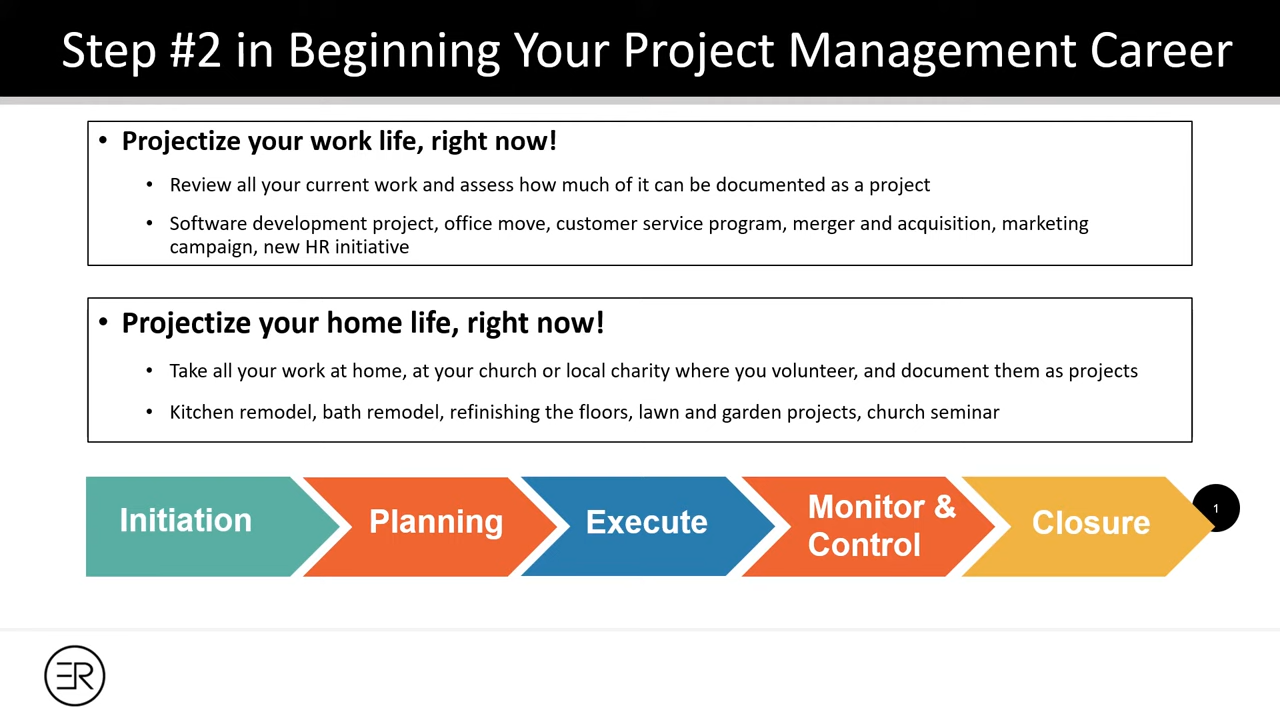 Step #2 in Beginning Your Project Management Career
• Projectize your work life, right now!
• Review all your current work and assess how much of it can be documented as a project
• Software development project, office move, customer service program, merger and acquisition, marketing
campaign, new HR initiative
• Projectize your home life, right now!
• Take all your work at home, at your church or local charity where you volunteer, and document them as projects
• Kitchen remodel, bath remodel, refinishing the floors, lawn and garden projects, church seminar
Initiation
Planning
Execute
Monitor &
Control
Closure
1
ER